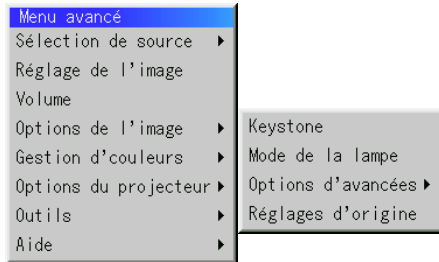 Menu avancé
Sélection de source
Réglage de l'image
Volume
Options de l'image
Gestion d'couleurs
Options du projecteur
Outils
Aide
Keystone
Mode de la lampe
Options d'avancées
Réglages d'origine